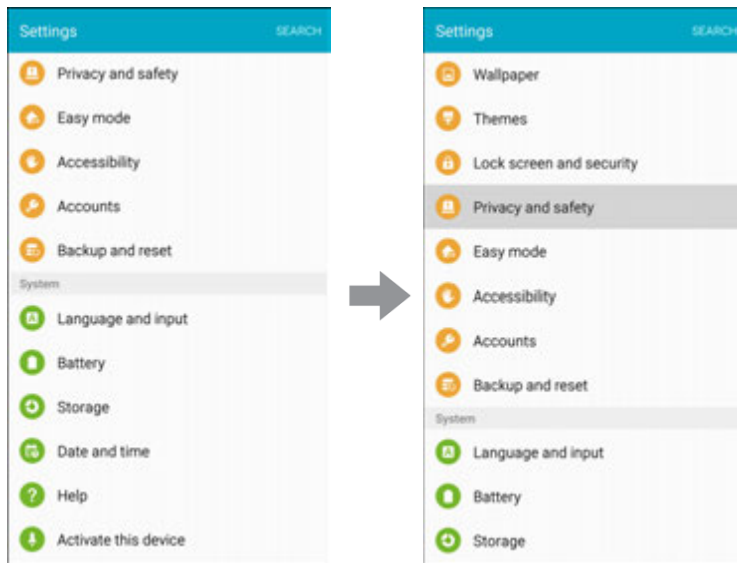 Settings
SEARCH
Privacy and safety
Easy mode
Accessibility
Accounts
Backup and reset
System
Language and input
Battery
Storage
Date and time
Help
Activate this device
Settings
SEARCH
Wallpaper
Themes
Lock screen and security
Privacy and safety
Easy mode
Accessibility
Accounts
Backup and reset
System
Language and input
Battery
Storage